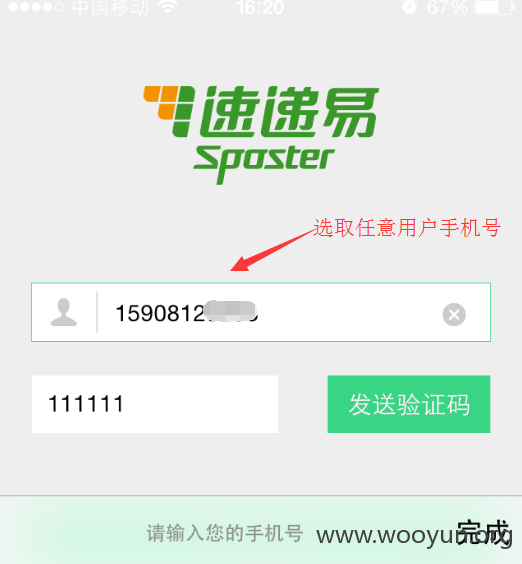 中国移动 16:20 67%
速递易
Sposter
选取任意用户手机号
1590812
111111 发送验证码
请输入您的手机号 完成
www.wooyun.org